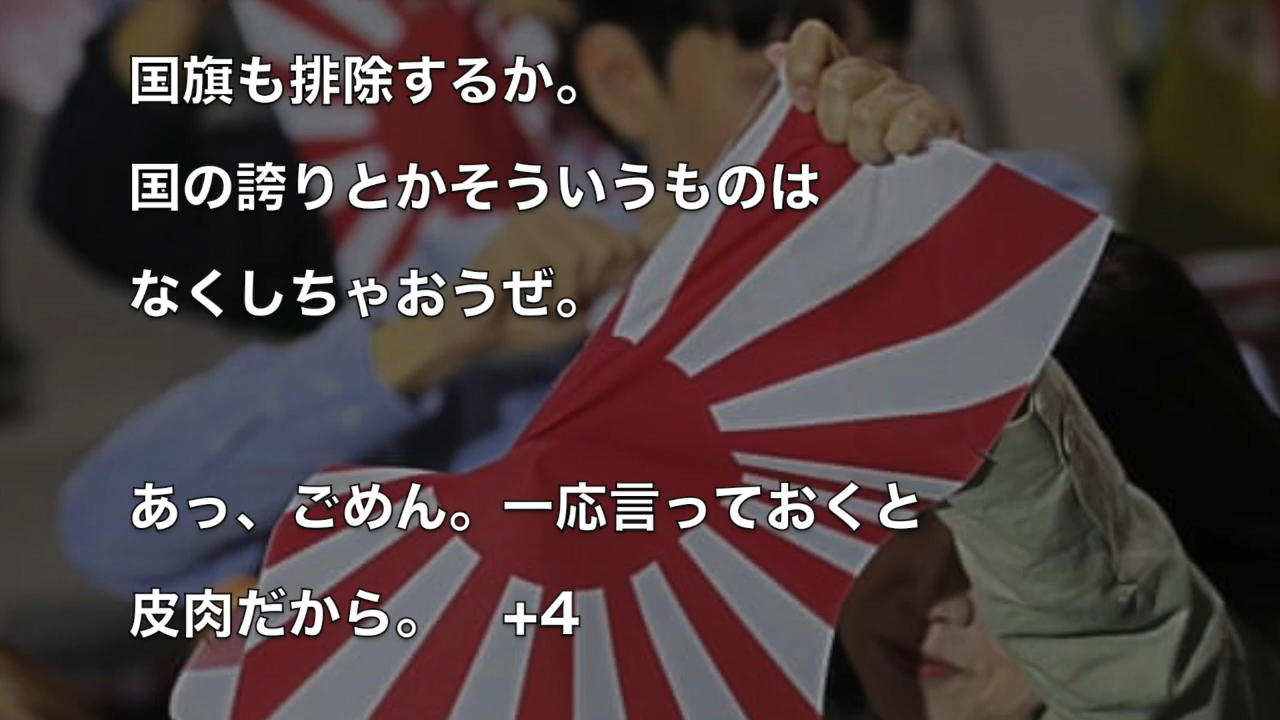 国旗も排除するか。
国の誇りとかそういうものは
なくしちゃおうぜ。
あっ、ごめん。一応言っておくと
皮肉だから。　+4